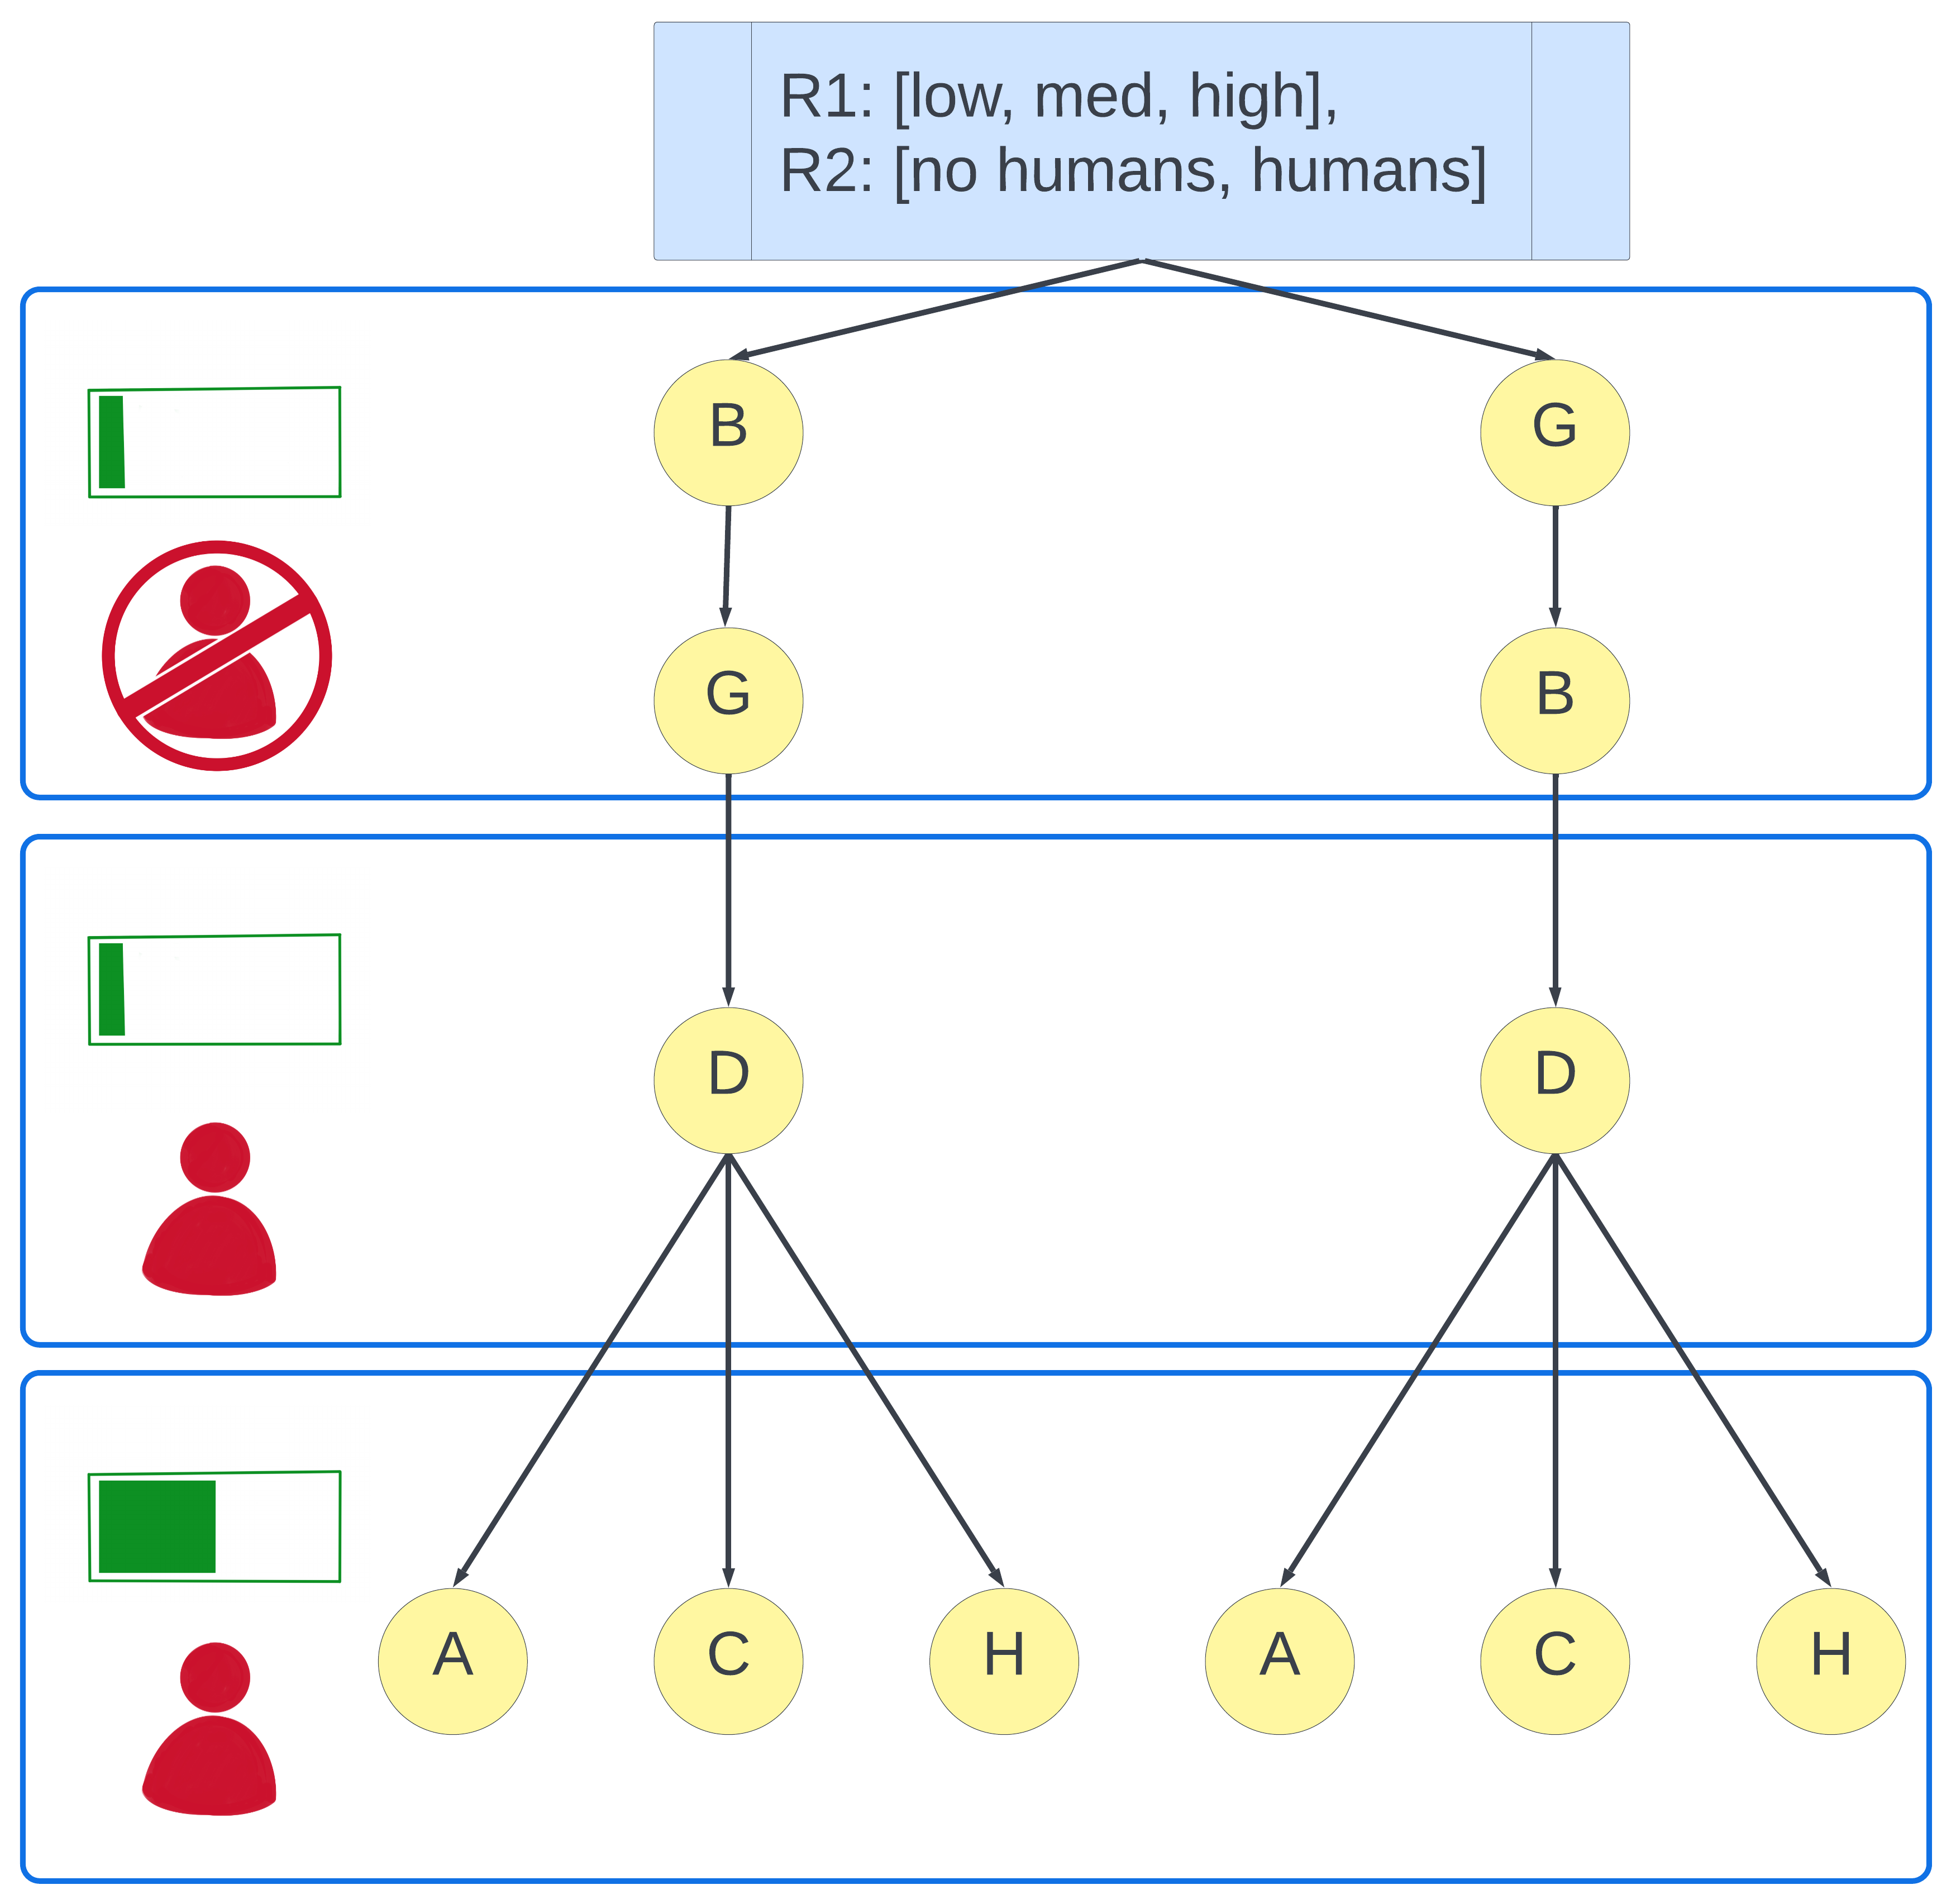 R1: [low, med, high],
R2: [no humans, humans]
B
G
G
B
D
D
A
C
H
A
C
H